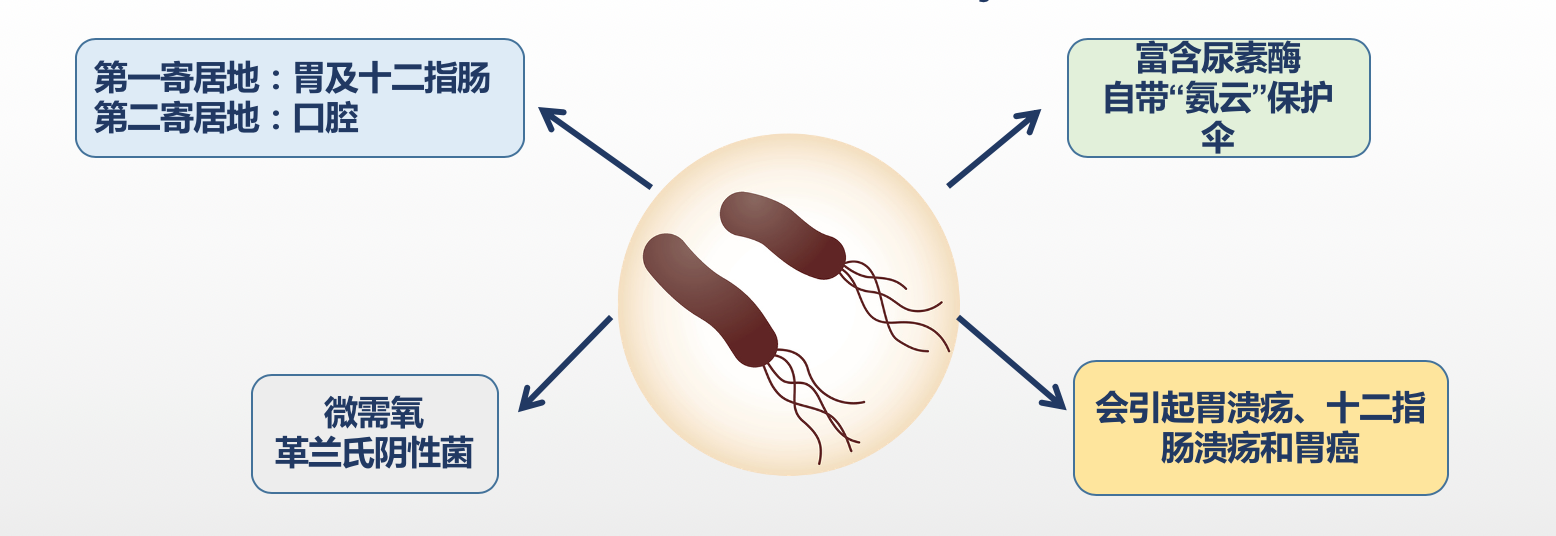 第一寄居地：胃及十二指肠
第二寄居地：口腔
富含尿素酶
自带“氨云”保护
伞
微需氧
革兰氏阴性菌
会引起胃溃疡、十二指
肠溃疡和胃癌